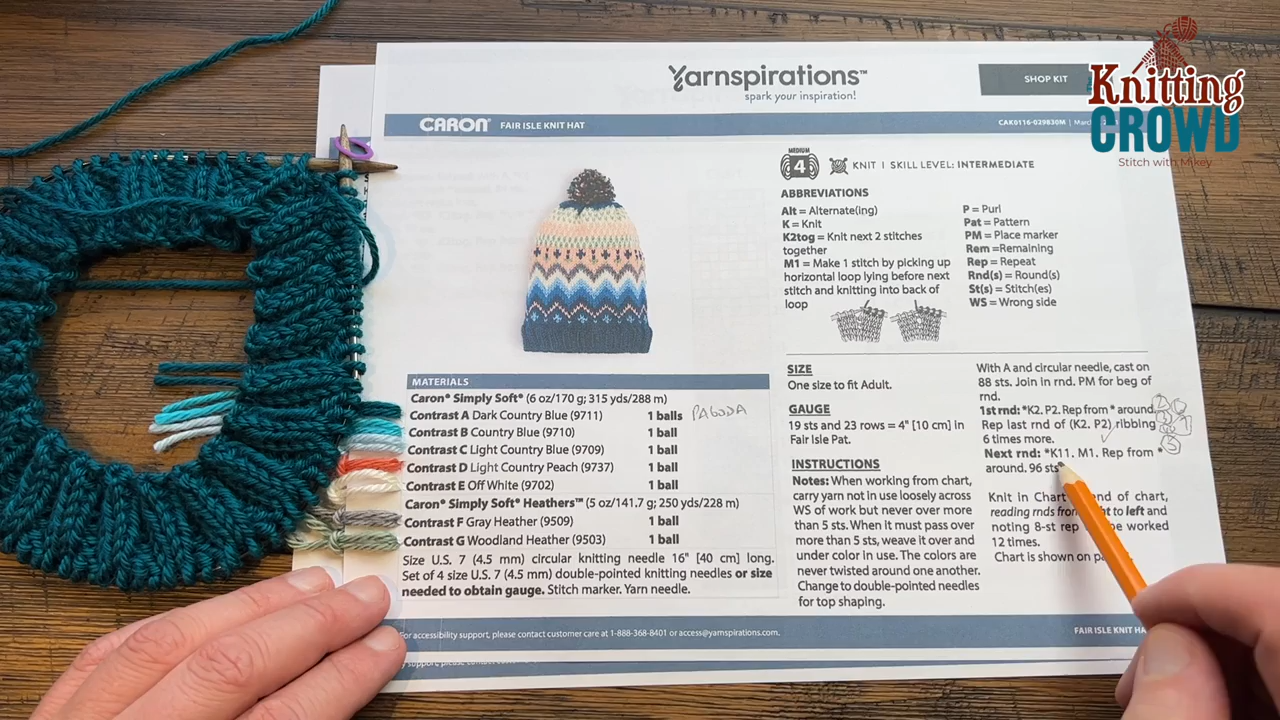 Yarnspirations™
spark your inspiration!
SHOP KIT
Knitting
CROWD
Stitch with Mikey
CARON® FAIR ISLE KNIT HAT
CAK0116-029830M | March
MEDIUM
4
KNIT I SKILL LEVEL: INTERMEDIATE
ABBREVIATIONS
Alt = Alternate(ing)
K = Knit
K2tog = Knit next 2 stitches
together
M1 = Make 1 stitch by picking up
horizontal loop lying before next
stitch and knitting into back of
loop
P = Purl
Pat = Pattern
PM = Place marker
Rem =Remaining
Rep = Repeat
Rnd(s) = Round(s)
St(s) = Stitch(es)
WS = Wrong side
MATERIALS
Caron® Simply Soft® (6 oz/170 g; 315 yds/288 m)
Contrast A Dark Country Blue (9711) 1 balls PAGODA
Contrast B Country Blue (9710) 1 ball
Contrast C Light Country Blue (9709) 1 ball
Contrast D Light Country Peach (9737) 1 ball
Contrast E Off White (9702) 1 ball
Caron® Simply Soft® Heathers™ (5 oz/141.7 g; 250 yds/228 m)
Contrast F Gray Heather (9509) 1 ball
Contrast G Woodland Heather (9503) 1 ball
Size U.S. 7 (4.5 mm) circular knitting needle 16" [40 cm] long.
Set of 4 size U.S. 7 (4.5 mm) double-pointed knitting needles or size
needed to obtain gauge. Stitch marker. Yarn needle.
SIZE
One size to fit Adult.
GAUGE
19 sts and 23 rows = 4" [10 cm] in
Fair Isle Pat.
INSTRUCTIONS
Notes: When working from chart,
carry yarn not in use loosely across
WS of work but never over more
than 5 sts. When it must pass over
more than 5 sts, weave it over and
under color in use. The colors are
never twisted around one another.
Change to double-pointed needles
for top shaping.
With A and circular needle, cast on
88 sts. Join in rnd. PM for beg of
rnd.
1st rnd: *K2. P2. Rep from * around.
Rep last rnd of (K2. P2) ribbing
6 times more.
Next rnd: *K11. M1. Rep from *
around. 96 sts
Knit in Chart end of chart,
reading rnds to left and
noting 8-st rep be worked
12 times.
Chart is shown on
For accessibility support, please contact customer care at 1-888-368-8401 or access@yarnspirations.com.
FAIR ISLE KNIT HA
support, please